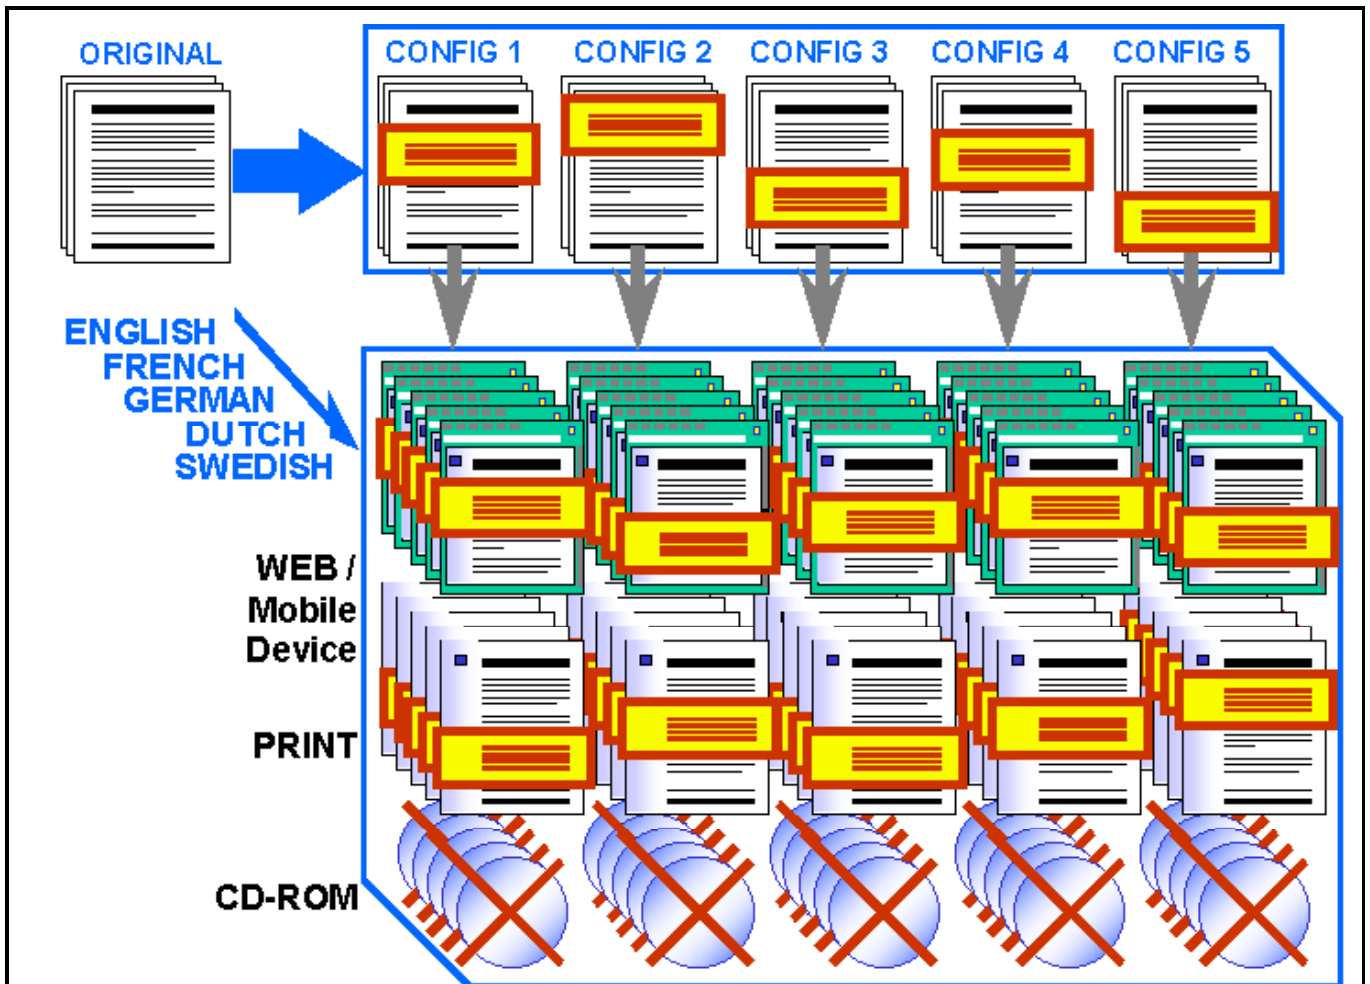 ORIGINAL
CONFIG 1
CONFIG 2
CONFIG 3
CONFIG 4
CONFIG 5
ENGLISH
FRENCH
GERMAN
DUTCH
SWEDISH
WEB /
Mobile
Device
PRINT
CD-ROM